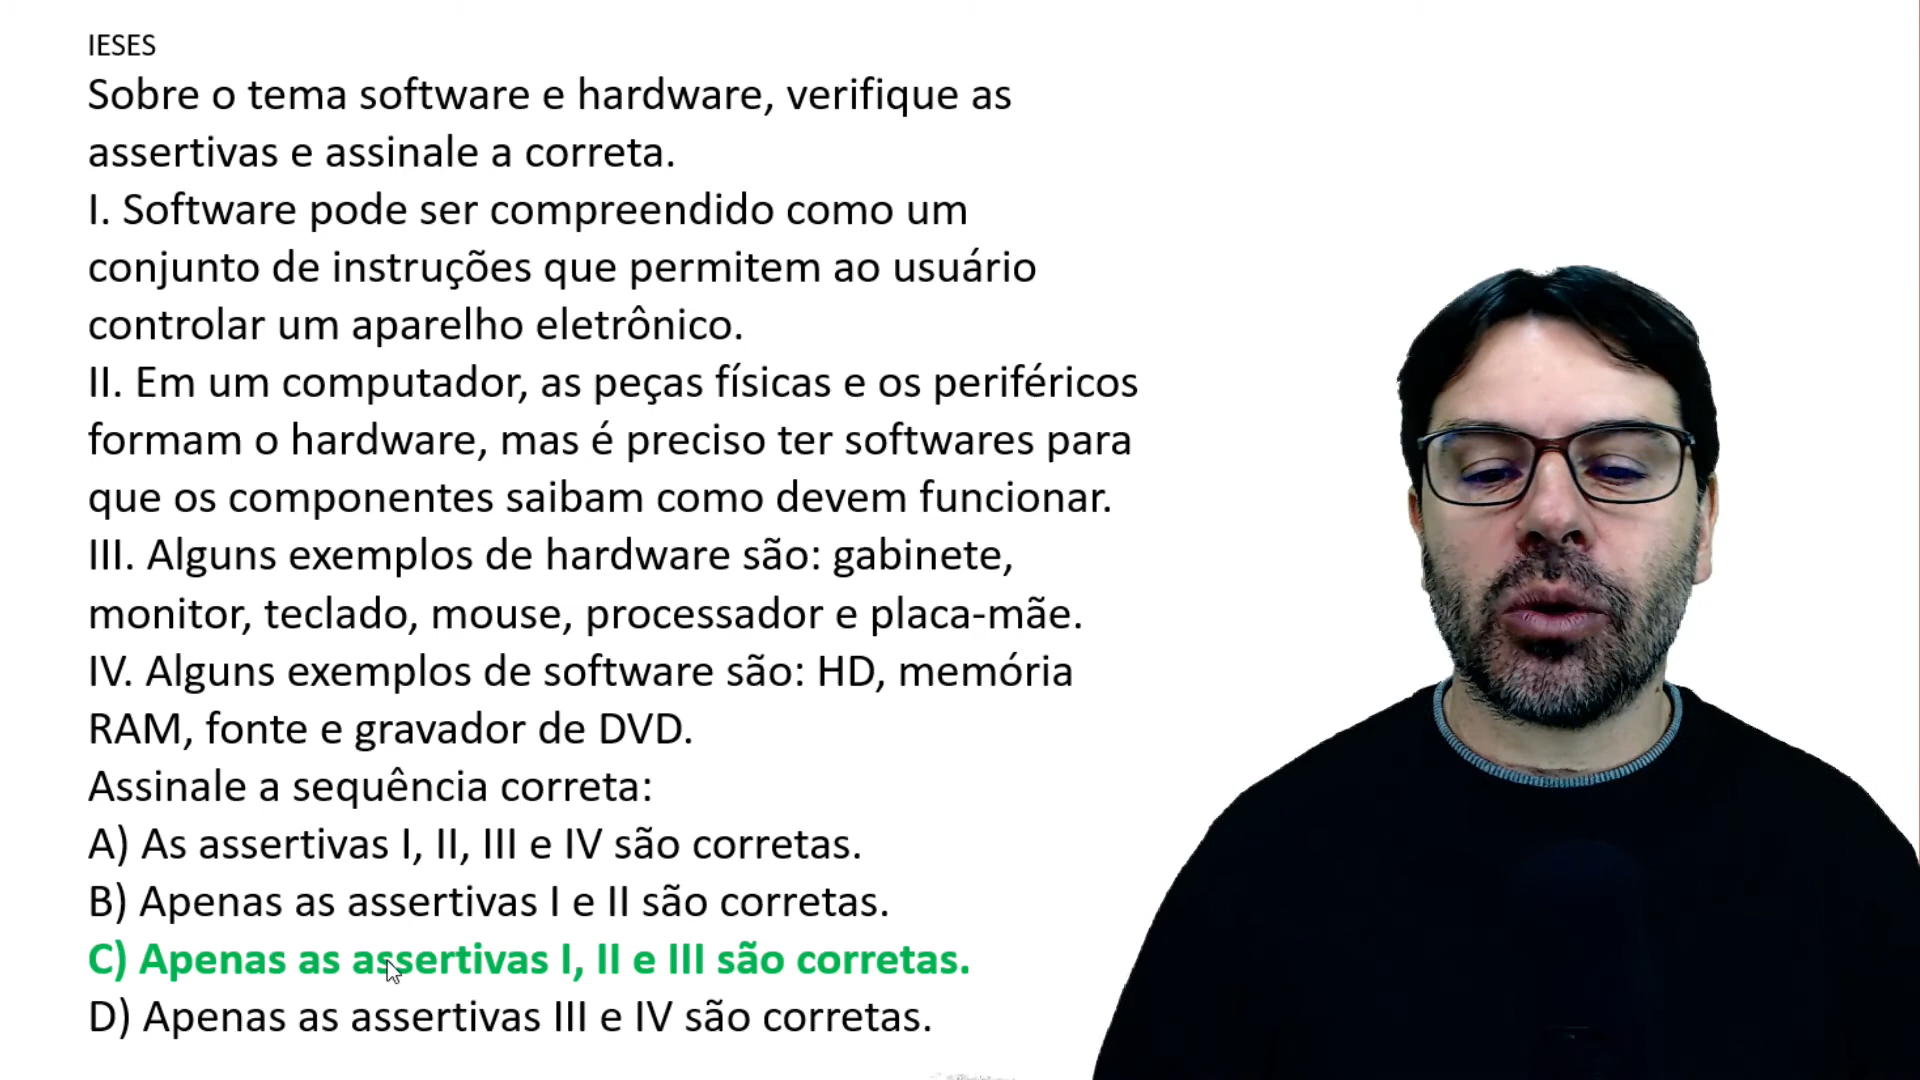 IESES
Sobre o tema software e hardware, verifique as
assertivas e assinale a correta.
I. Software pode ser compreendido como um
conjunto de instruções que permitem ao usuário
controlar um aparelho eletrônico.
II. Em um computador, as peças físicas e os periféricos
formam o hardware, mas é preciso ter softwares para
que os componentes saibam como devem funcionar.
III. Alguns exemplos de hardware são: gabinete,
monitor, teclado, mouse, processador e placa-mãe.
IV. Alguns exemplos de software são: HD, memória
RAM, fonte e gravador de DVD.
Assinale a sequência correta:
A) As assertivas I, II, III e IV são corretas.
B) Apenas as assertivas I e II são corretas.
C) Apenas as assertivas I, II e III são corretas.
D) Apenas as assertivas III e IV são corretas.